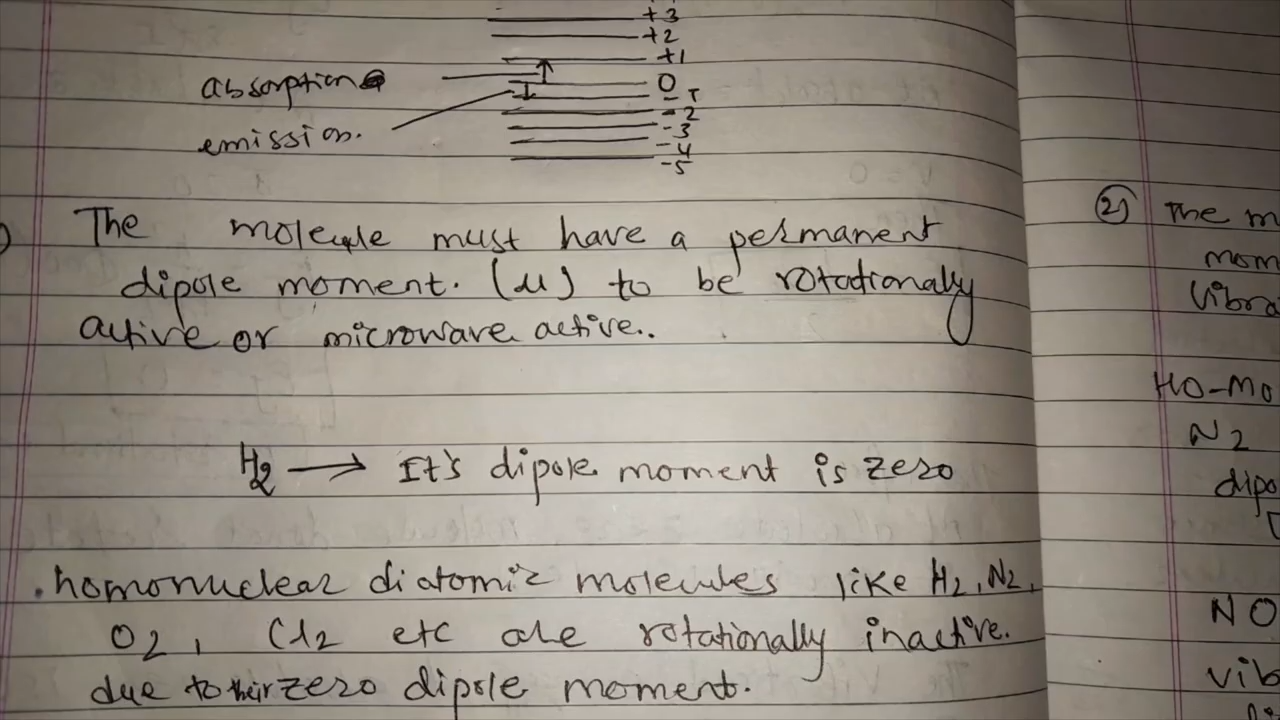 +3
+2
+1
absorption
0
-1
-2
emission.
-3
-4
-5
The molecule must have a permanent
dipole moment. (μ) to be rotationally
active or microwave active..
H2 → It's dipole moment is zero
.homonuclear diatomic molecules like H2, N2,
O2, Cl2 etc are rotationally inactive.
due to their zero dipole moment.
2) The m
mom
vibra
HO-MO
N2
dipo
NO
vib